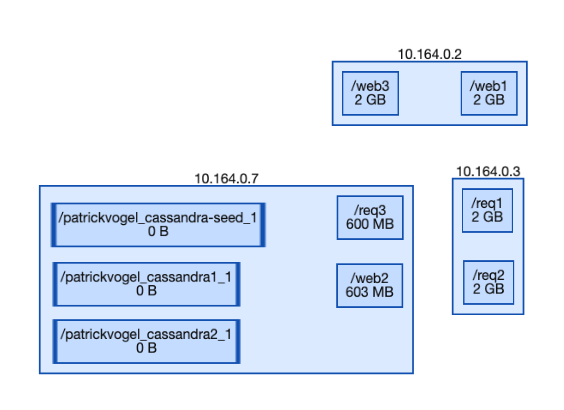 10.164.0.2
/web3
2 GB
/web1
2 GB
10.164.0.7
/patrickvogel_cassandra-seed_1
0 B
/patrickvogel_cassandra1_1
0 B
/patrickvogel_cassandra2_1
0 B
/req3
600 MB
/web2
603 MB
10.164.0.3
/req1
2 GB
/req2
2 GB